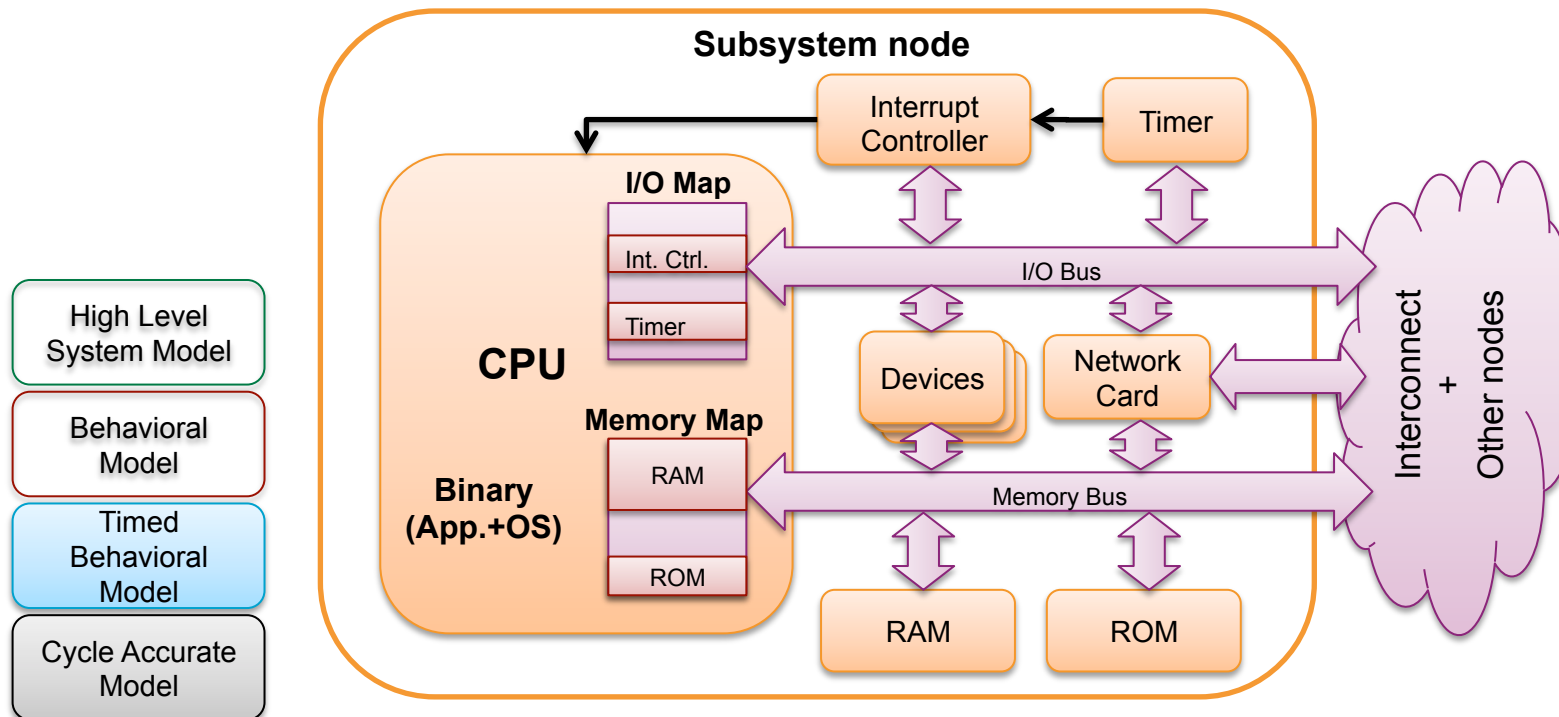 High Level
System Model
Behavioral
Model
Timed
Behavioral
Model
Cycle Accurate
Model
Subsystem node
Interrupt
Controller
Timer
I/O Map
Int. Ctrl.
Timer
CPU
Memory Map
RAM
ROM
Binary
(App.+OS)
I/O Bus
Devices
Network
Card
Memory Bus
RAM
ROM
Interconnect
+
Other nodes